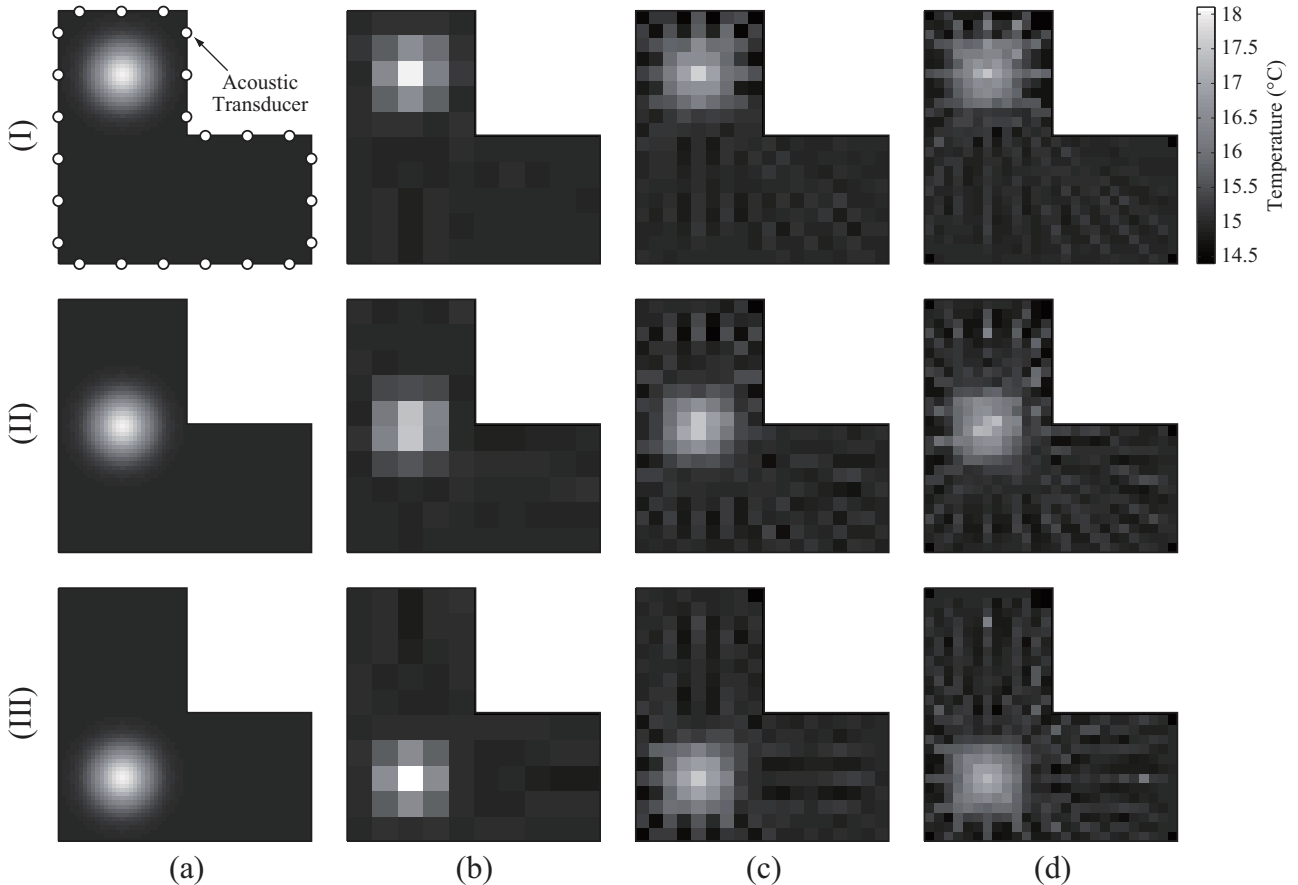 Acoustic
Transducer
(I)
18
17.5
17
16.5
16
15.5
15
14.5
Temperature (°C)
(II)
(III)
(a)
(b)
(c)
(d)